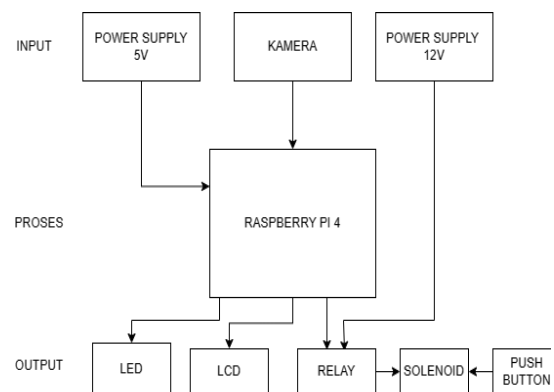 INPUT
POWER SUPPLY
5V
KAMERA
POWER SUPPLY
12V
PROSES
RASPBERRY PI 4
OUTPUT
LED
LCD
RELAY
SOLENOID
PUSH
BUTTON